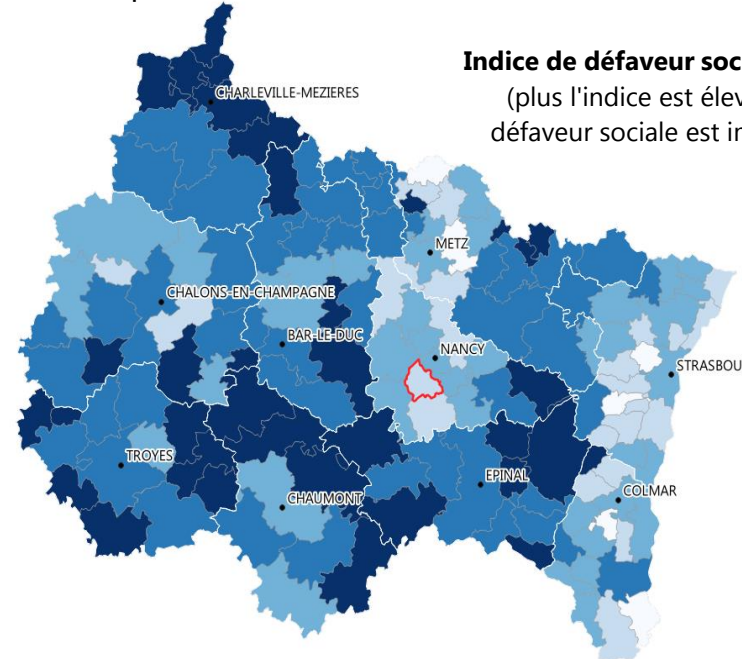 Indice de défaveur soc
(plus l'indice est élev
défaveur sociale est in
CHARLEVILLE-MEZIERES
METZ
CHALONS-EN-CHAMPAGNE
BAR-LE-DUC
NANCY
STRASBOU
TROYES
EPINAL
CHAUMONT
COLMAR